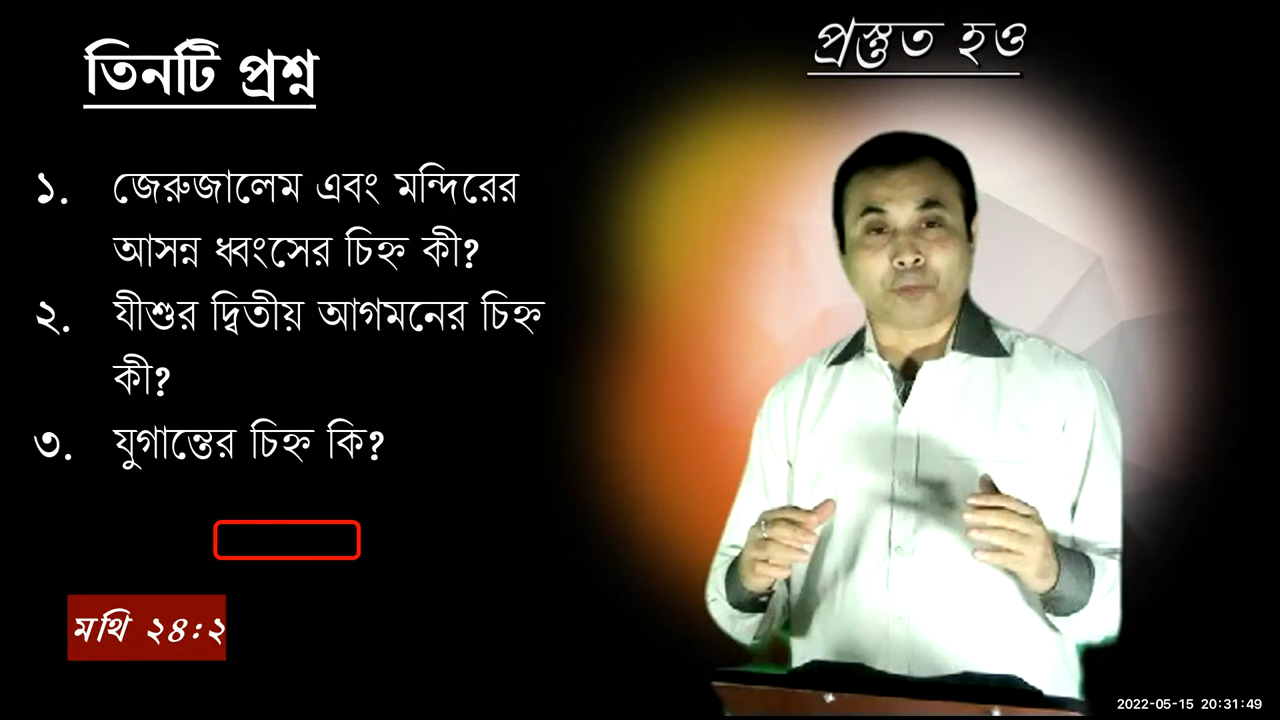 তিনটি প্রশ্ন
প্রস্তুত হও
১. জেরুজালেম এবং মন্দিরের
আসন্ন ধ্বংসের চিহ্ন কী?
২. যীশুর দ্বিতীয় আগমনের চিহ্ন
কী?
৩. যুগান্তের চিহ্ন কি?
মথি ২৪:২
2022-05-15 20:31:49